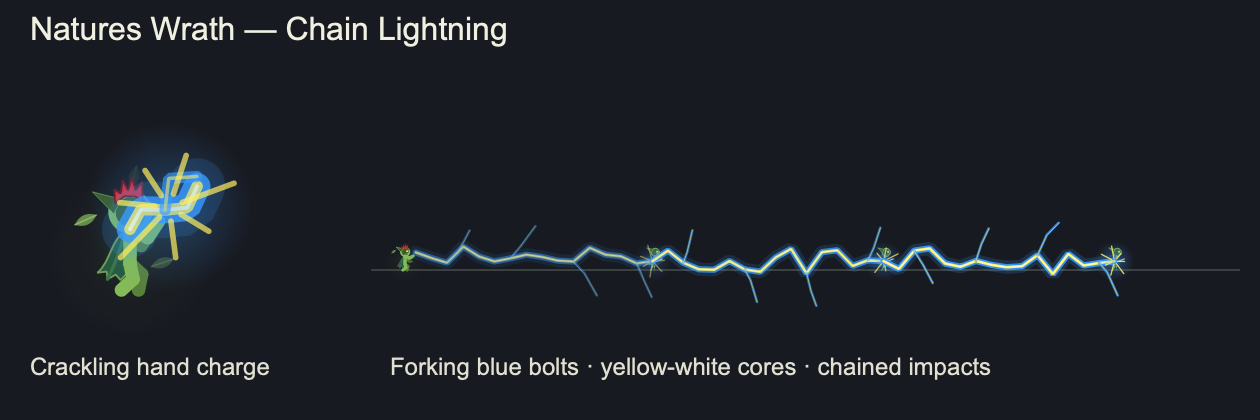 Natures Wrath — Chain Lightning
Crackling hand charge
Forking blue bolts · yellow-white cores · chained impacts